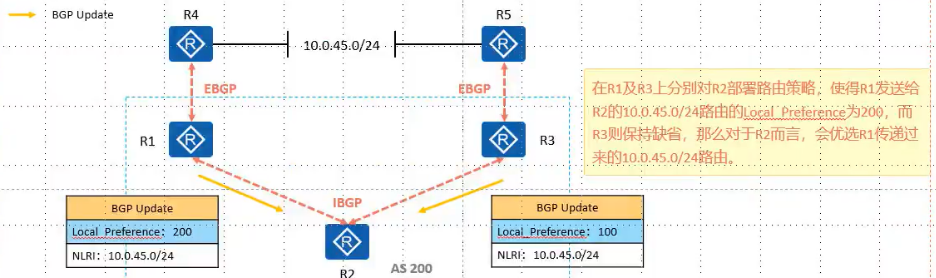 BGP Update
R4
R5
10.0.45.0/24
EBGP
EBGP
在R1及R3上分别对R2部署路由策略，使得R1发送给
R2的10.0.45.0/24路由的Local_Preference为200，而
R3则保持缺省，那么对于R2而言，会优选R1传递过
来的10.0.45.0/24路由。
R1
R3
IBGP
BGP Update
Local_Preference：200
NLRI：10.0.45.0/24
BGP Update
Local_Preference：100
NLRI：10.0.45.0/24
R2
AS 200